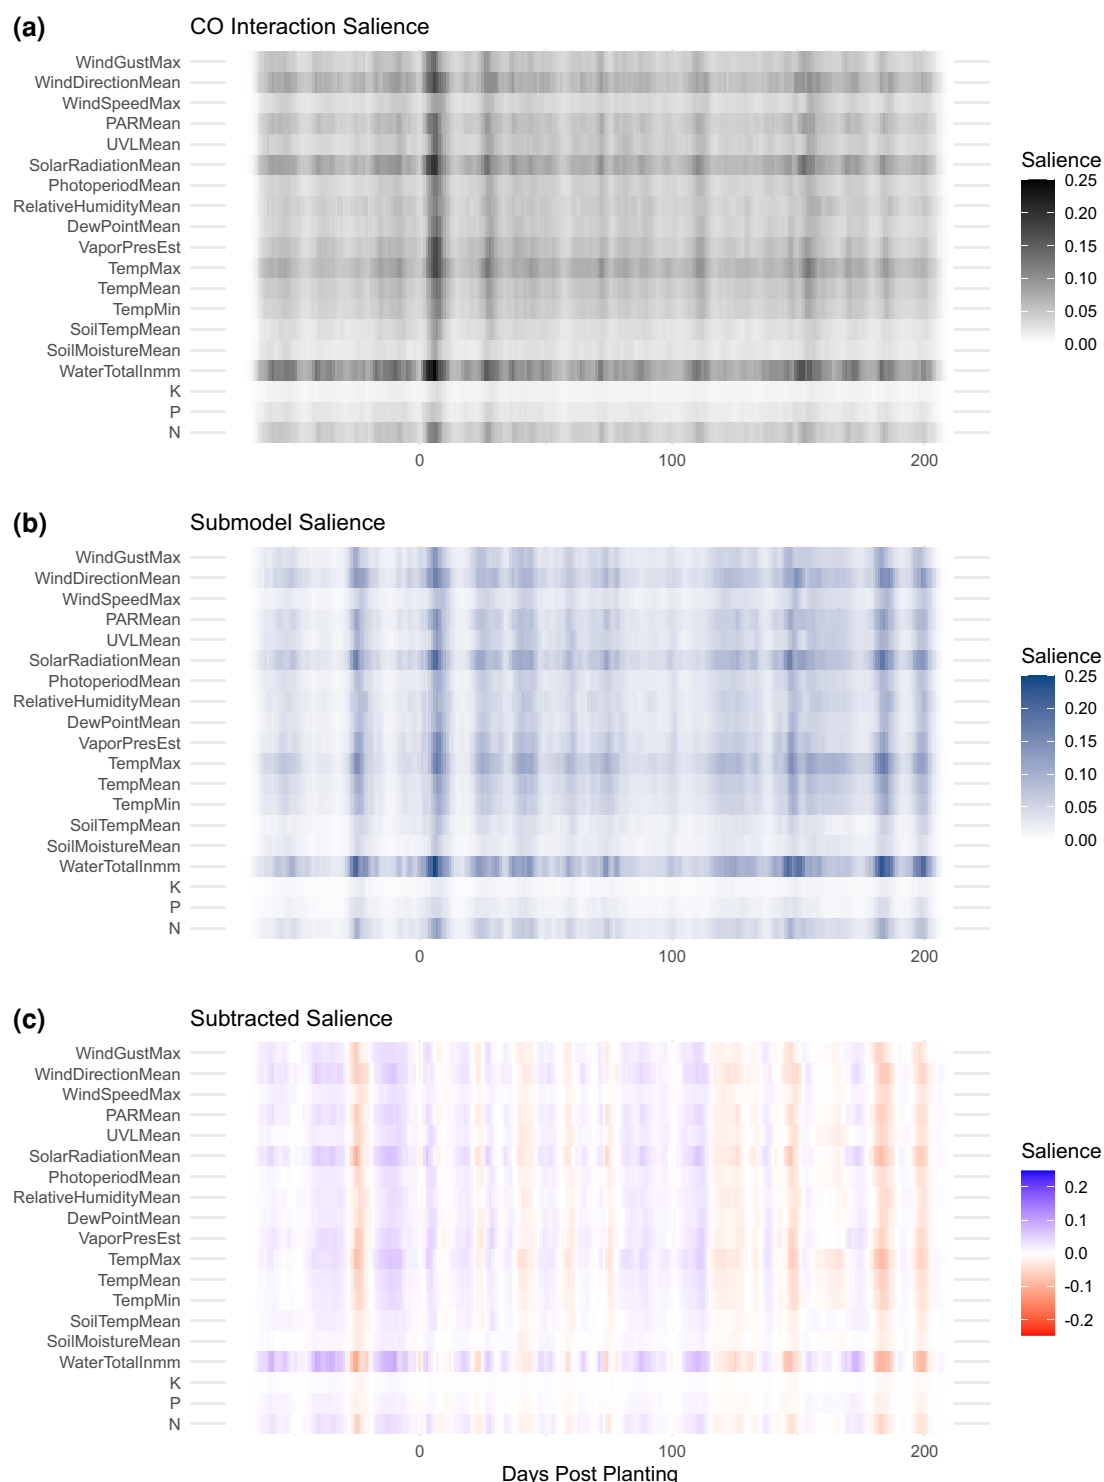 (a)
CO Interaction Salience
WindGustMax
WindDirectionMean
WindSpeedMax
PARMean
UVLMean
SolarRadiationMean
PhotoperiodMean
RelativeHumidityMean
DewPointMean
VaporPresEst
TempMax
TempMean
TempMin
SoilTempMean
SoilMoistureMean
WaterTotalInmm
K
P
N
0 100 200
Salience
0.25
0.20
0.15
0.10
0.05
0.00
(b)
Submodel Salience
WindGustMax
WindDirectionMean
WindSpeedMax
PARMean
UVLMean
SolarRadiationMean
PhotoperiodMean
RelativeHumidityMean
DewPointMean
VaporPresEst
TempMax
TempMean
TempMin
SoilTempMean
SoilMoistureMean
WaterTotalInmm
K
P
N
0 100 200
Salience
0.25
0.20
0.15
0.10
0.05
0.00
(c)
Subtracted Salience
WindGustMax
WindDirectionMean
WindSpeedMax
PARMean
UVLMean
SolarRadiationMean
PhotoperiodMean
RelativeHumidityMean
DewPointMean
VaporPresEst
TempMax
TempMean
TempMin
SoilTempMean
SoilMoistureMean
WaterTotalInmm
K
P
N
0 100 200
Days Post Planting
Salience
0.2
0.1
0.0
-0.1
-0.2